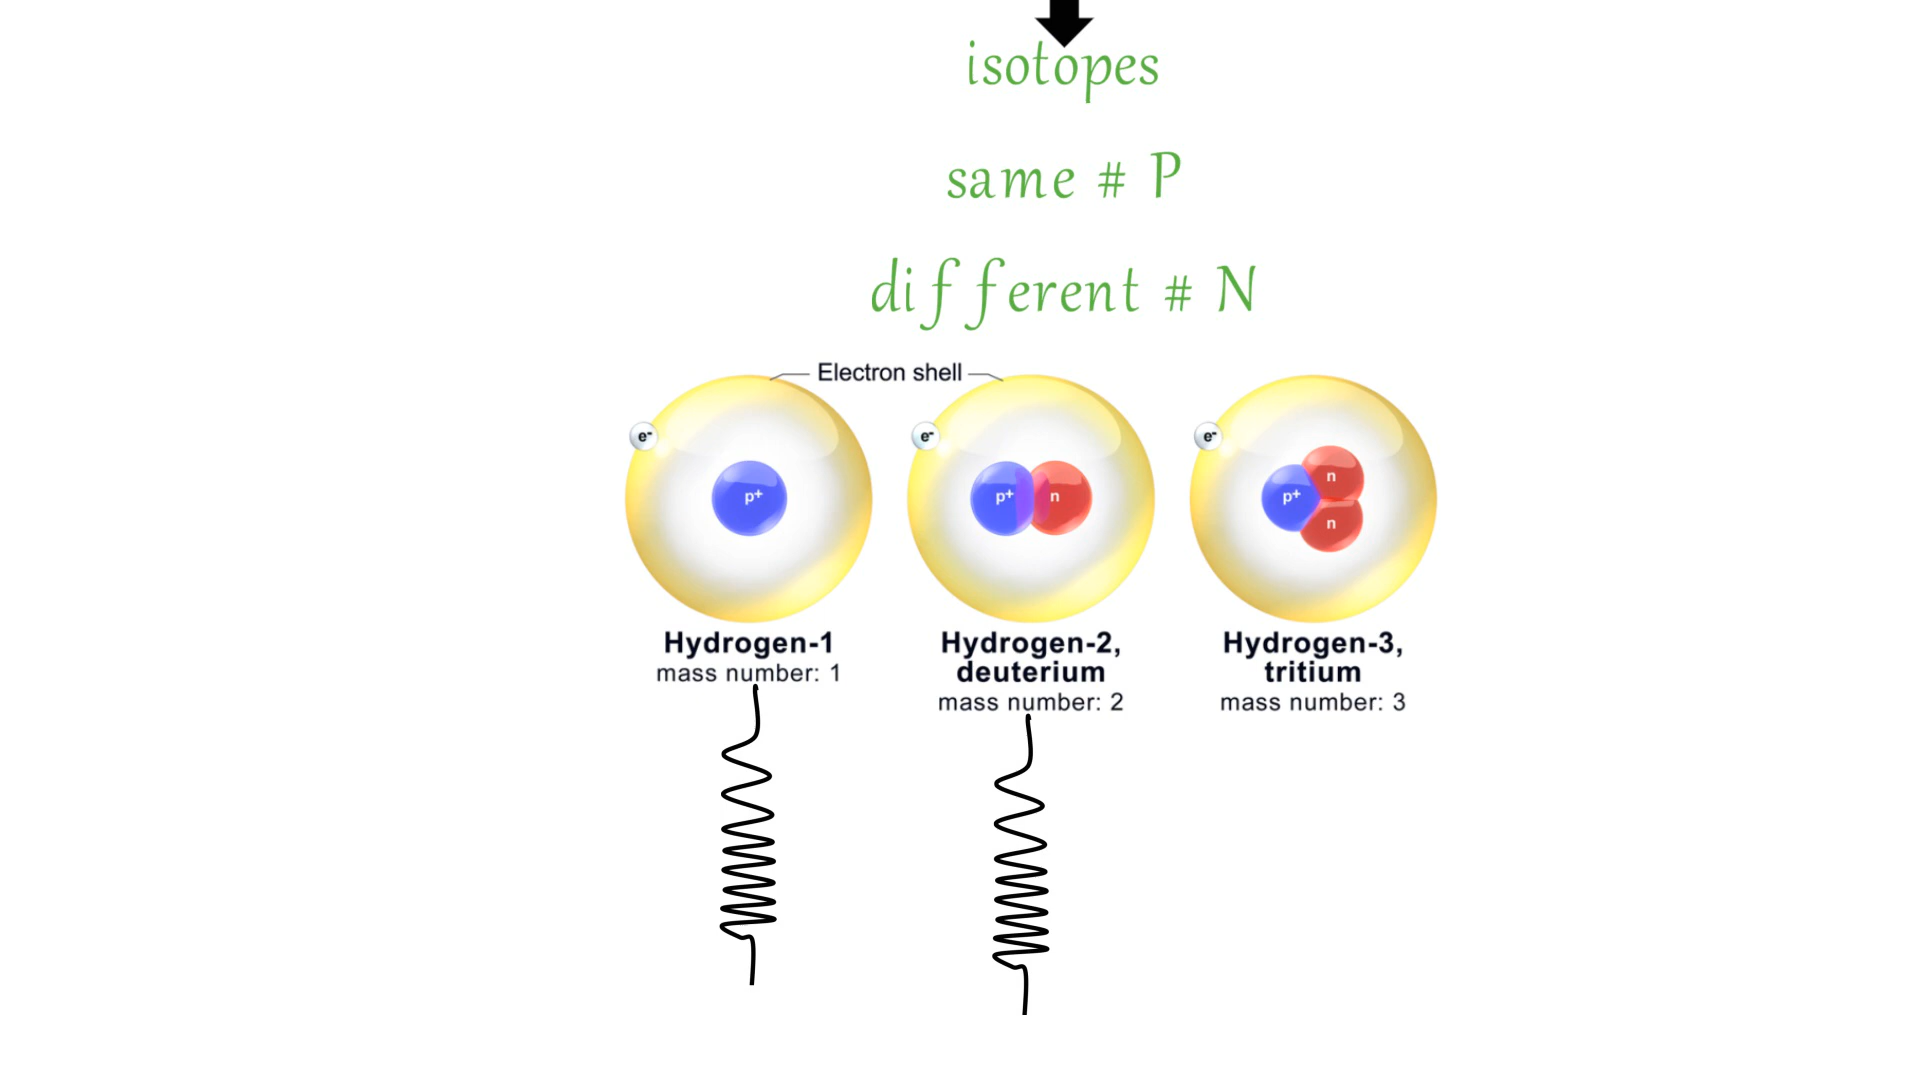 isotopes
same # P
different # N
Electron shell
e- e- e-
p+ p+ n p+ n
n
Hydrogen-1 Hydrogen-2, Hydrogen-3,
mass number: 1 deuterium tritium
mass number: 2 mass number: 3